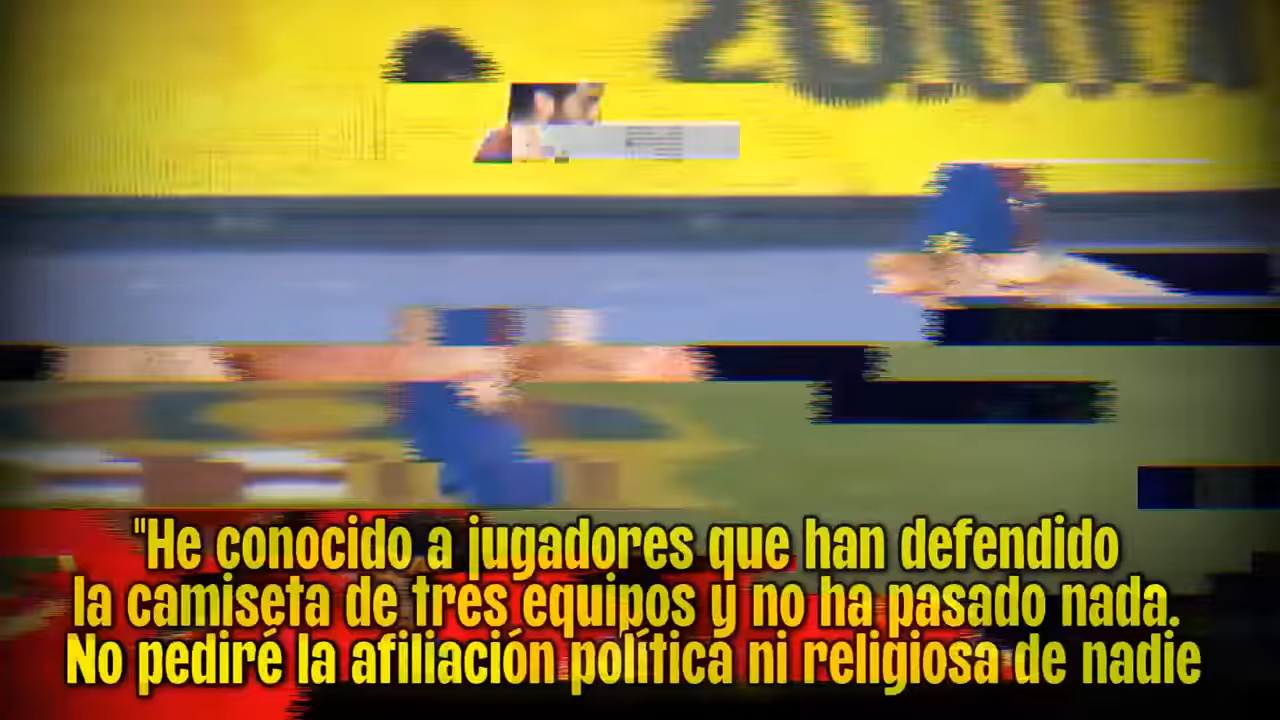 "He conocido a jugadores que han defendido
la camiseta de tres equipos y no ha pasado nada.
No pediré la afiliación política ni religiosa de nadie